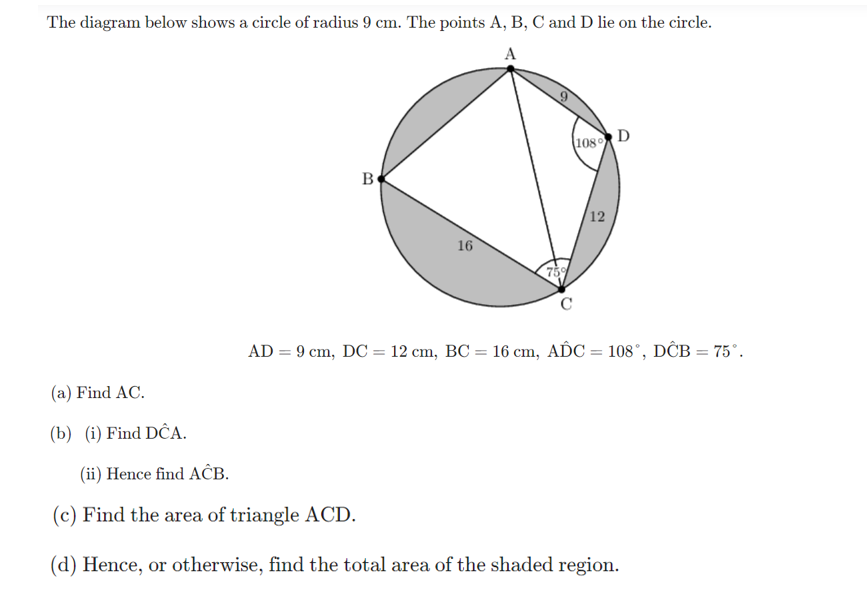 The diagram below shows a circle of radius 9 cm. The points A, B, C and D lie on the circle.
A
9
D
108°
B
12
16
75°
C
AD = 9 cm, DC = 12 cm, BC = 16 cm, AD̂C = 108°, DĈB = 75°.
(a) Find AC.
(b) (i) Find DĈA.
(ii) Hence find AĈB.
(c) Find the area of triangle ACD.
(d) Hence, or otherwise, find the total area of the shaded region.